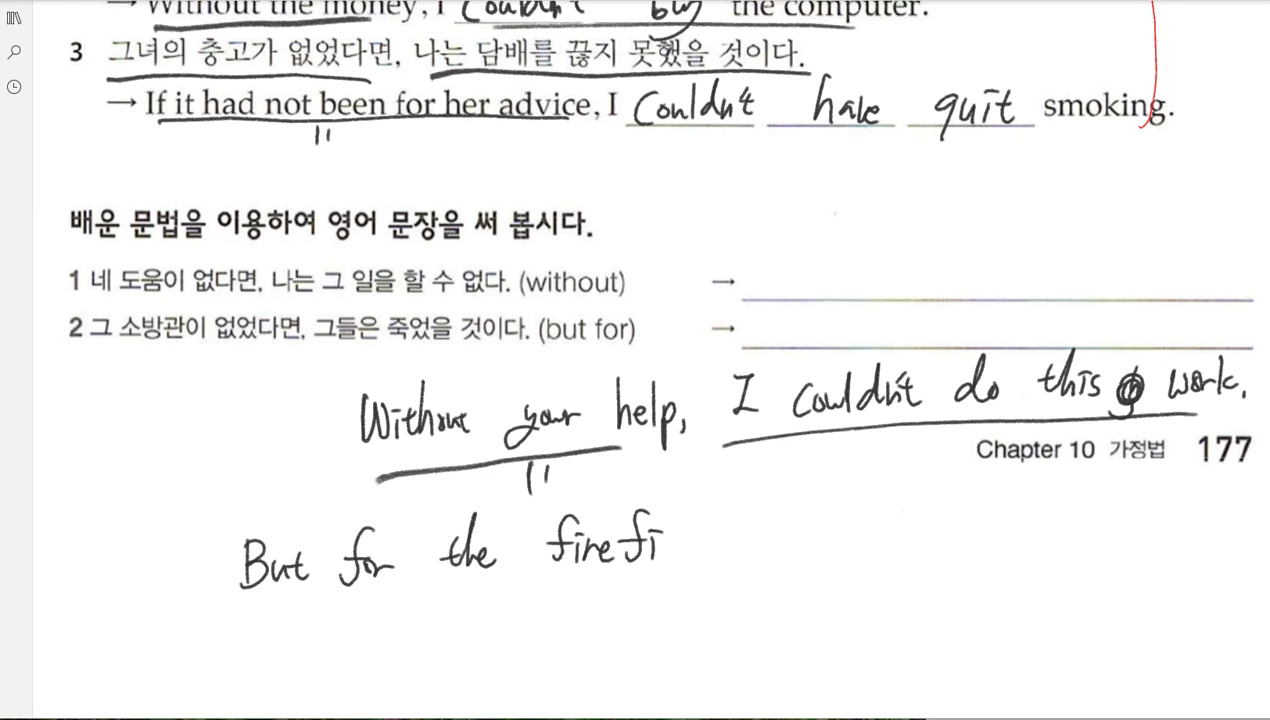 → Without the money, I couldn't buy the computer.
3 그녀의 충고가 없었다면, 나는 담배를 끊지 못했을 것이다.
→ If it had not been for her advice, I couldn't have quit smoking.
배운 문법을 이용하여 영어 문장을 써 봅시다.
1 네 도움이 없다면, 나는 그 일을 할 수 없다. (without) →
2 그 소방관이 없었다면, 그들은 죽었을 것이다. (but for) →
Without your help, I couldn't do this work.
Chapter 10 가정법 177
But for the firefi